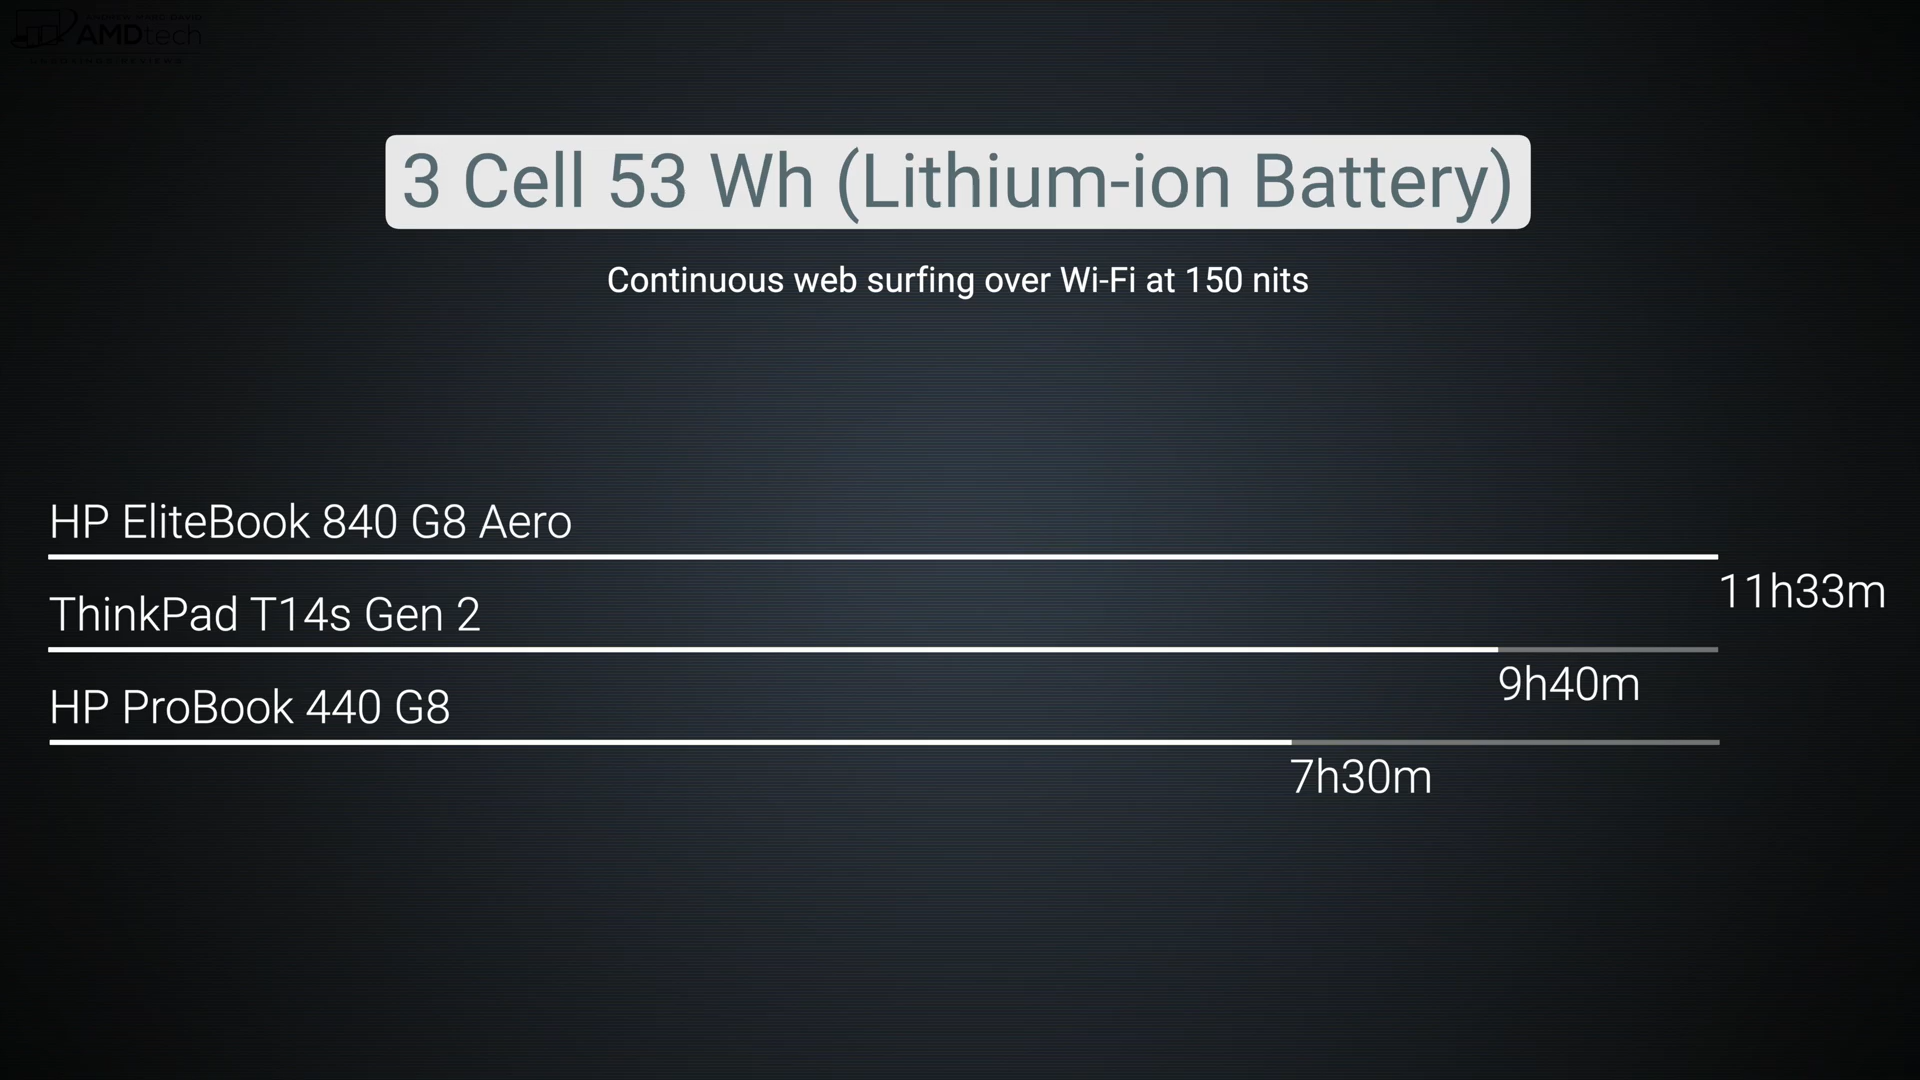 AMDtech
3 Cell 53 Wh (Lithium-ion Battery)
Continuous web surfing over Wi-Fi at 150 nits
HP EliteBook 840 G8 Aero
11h33m
ThinkPad T14s Gen 2
9h40m
HP ProBook 440 G8
7h30m